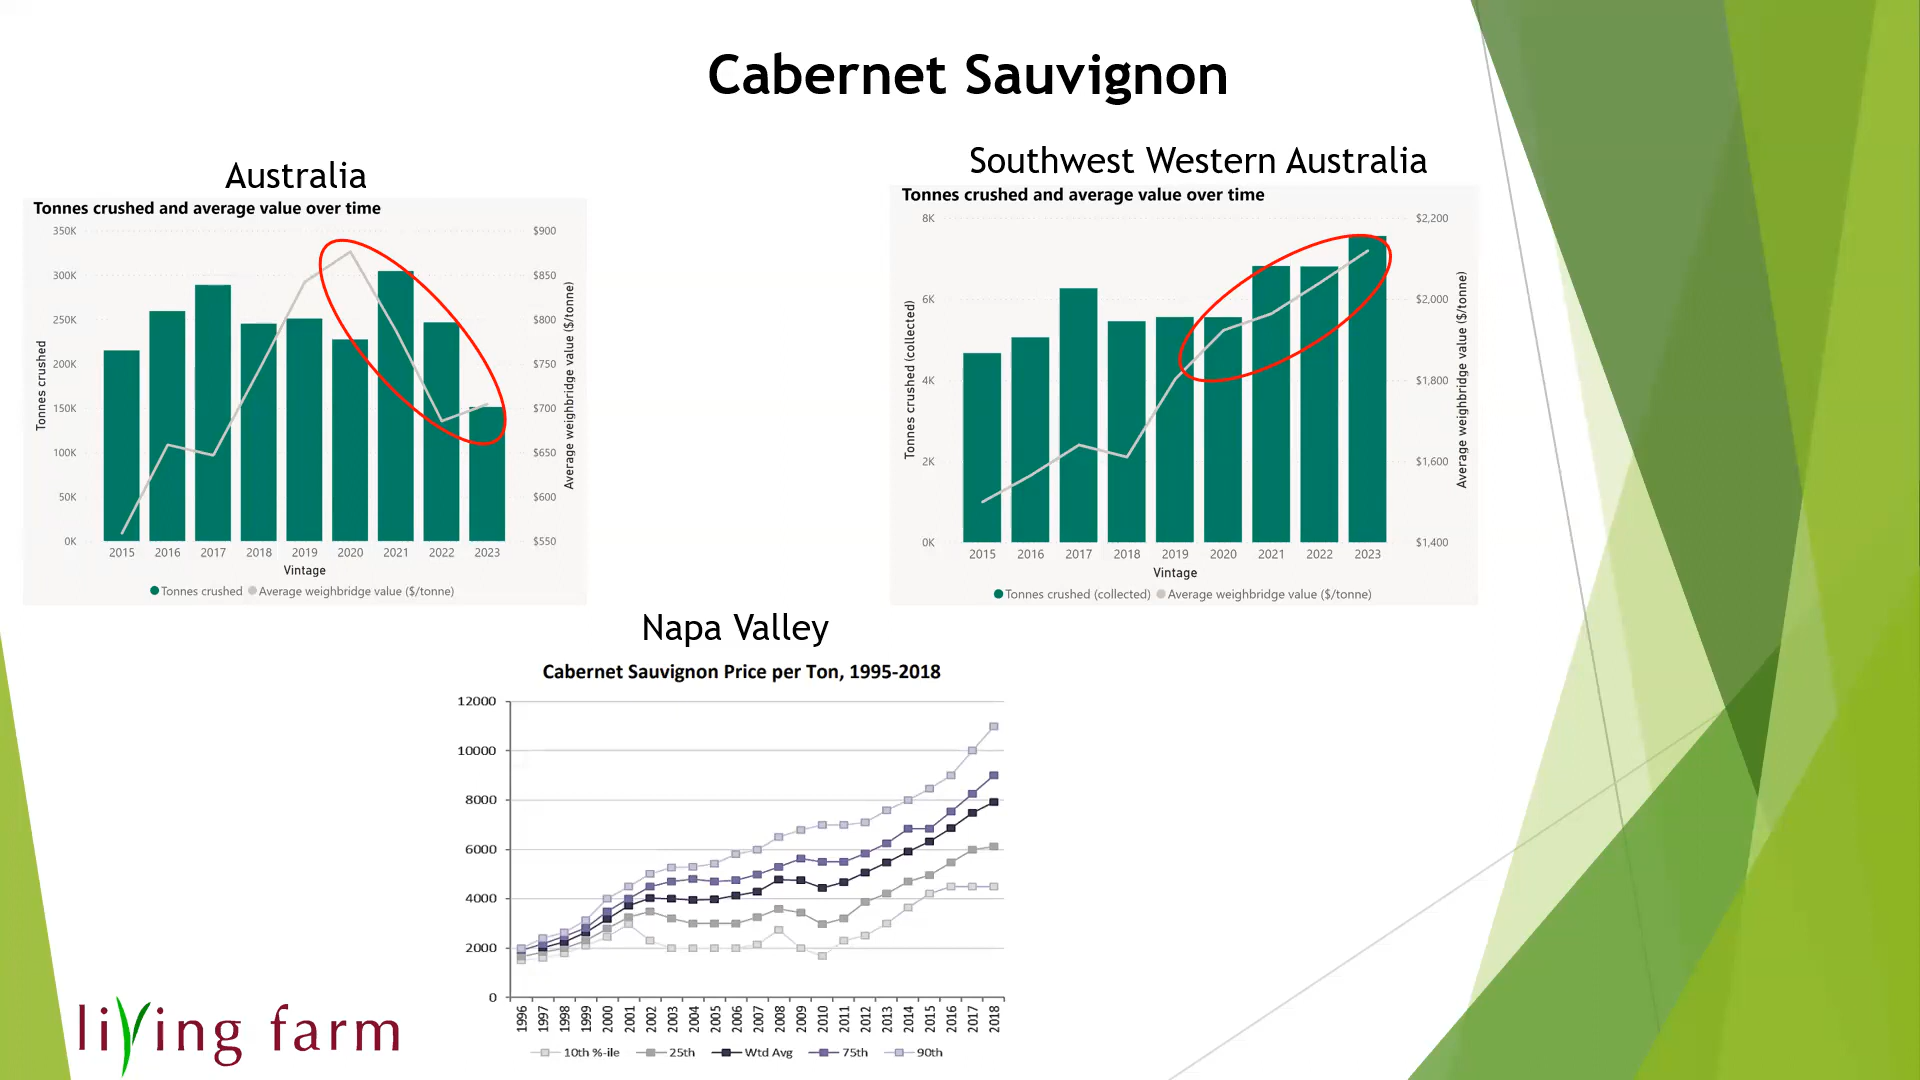 Cabernet Sauvignon
Australia
Tonnes crushed and average value over time
350K
300K
250K
200K
150K
100K
50K
0K
Tonnes crushed
$900
$850
$800
$750
$700
$650
$600
$550
Average weighbridge value ($/tonne)
2015 2016 2017 2018 2019 2020 2021 2022 2023
Vintage
Tonnes crushed Average weighbridge value ($/tonne)
Southwest Western Australia
Tonnes crushed and average value over time
8K
6K
4K
2K
0K
Tonnes crushed (collected)
$2,200
$2,000
$1,800
$1,600
$1,400
Average weighbridge value ($/tonne)
2015 2016 2017 2018 2019 2020 2021 2022 2023
Vintage
Tonnes crushed (collected) Average weighbridge value ($/tonne)
Napa Valley
Cabernet Sauvignon Price per Ton, 1995-2018
12000
10000
8000
6000
4000
2000
0
1996 1997 1998 1999 2000 2001 2002 2003 2004 2005 2006 2007 2008 2009 2010 2011 2012 2013 2014 2015 2016 2017 2018
10th %-ile 25th Wtd Avg 75th 90th
living farm